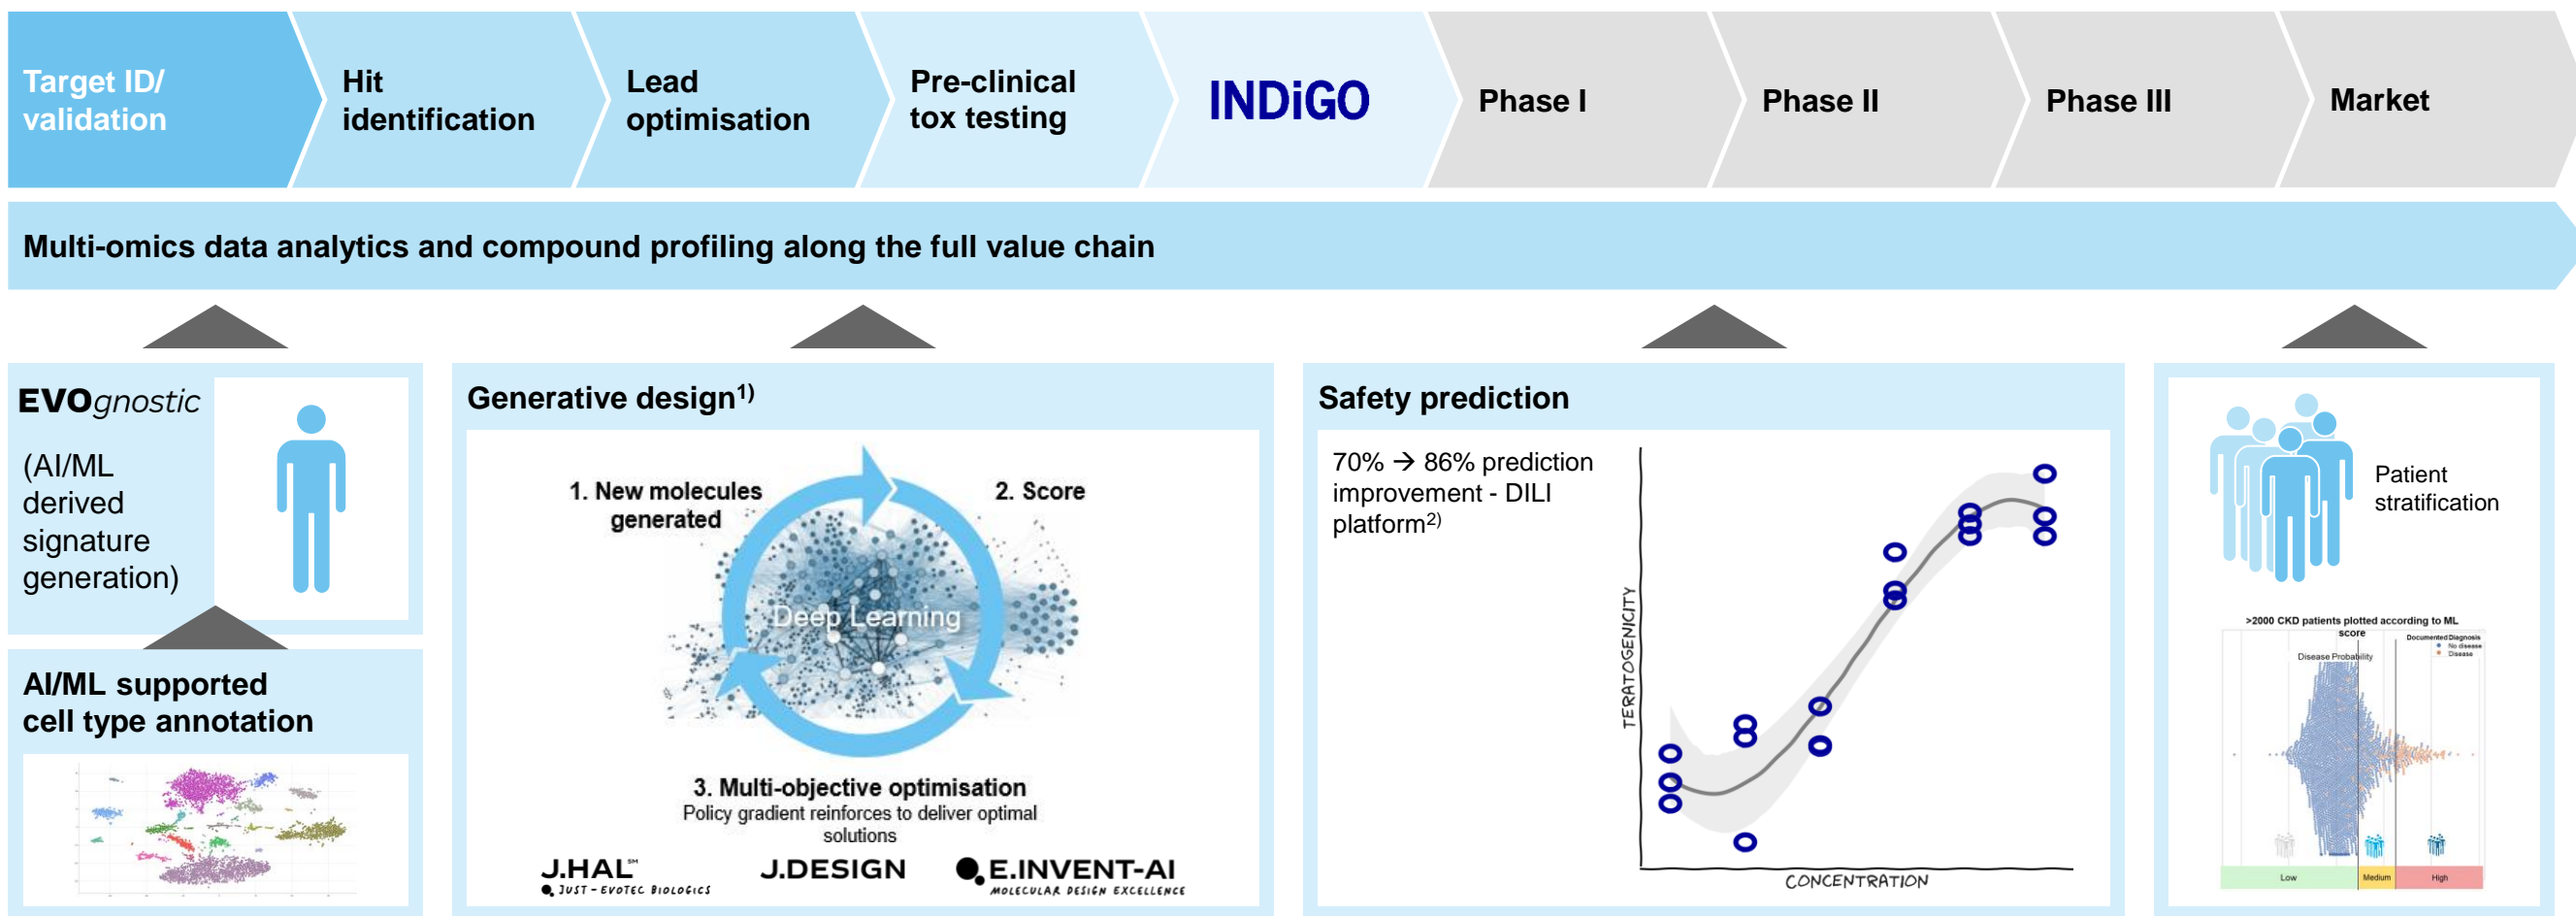 Target ID/
validation
Hit
identification
Lead
optimisation
Pre-clinical
tox testing
INDiGO
Phase I
Phase II
Phase III
Market
Multi-omics data analytics and compound profiling along the full value chain
EVOgnostic
(AI/ML
derived
signature
generation)
AI/ML supported
cell type annotation
Generative design1)
1. New molecules
generated
2. Score
Deep Learning
3. Multi-objective optimisation
Policy gradient reinforces to deliver optimal
solutions
J.HAL℠
JUST - EVOTEC BIOLOGICS
J.DESIGN
E.INVENT-AI
MOLECULAR DESIGN EXCELLENCE
Safety prediction
70% → 86% prediction
improvement - DILI
platform2)
TERATOGENICITY
CONCENTRATION
Patient
stratification
>2000 CKD patients plotted according to ML
score
Documented Diagnosis
No disease
Disease
Disease Probability
Low
Medium
High